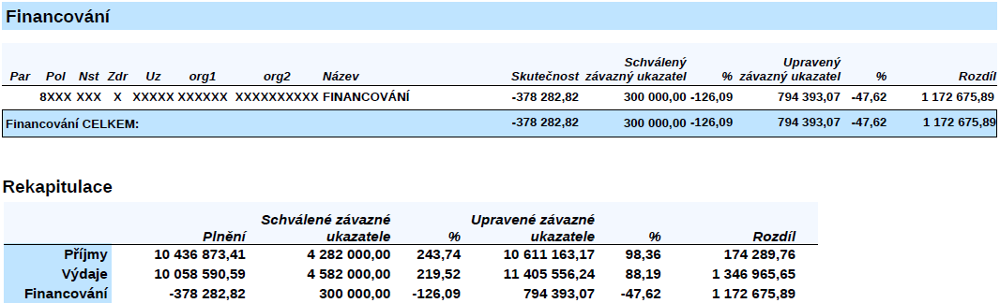 Financování
Schválený Upravený
Par Pol Nst Zdr Uz org1 org2 Název Skutečnost závazný ukazatel % závazný ukazatel % Rozdíl
8XXX XXX X XXXXX XXXXXX XXXXXXXXXX FINANCOVÁNÍ -378 282,82 300 000,00 -126,09 794 393,07 -47,62 1 172 675,89
Financování CELKEM: -378 282,82 300 000,00 -126,09 794 393,07 -47,62 1 172 675,89
Rekapitulace
Schválené závazné Upravené závazné
Plnění ukazatele % ukazatele % Rozdíl
Příjmy 10 436 873,41 4 282 000,00 243,74 10 611 163,17 98,36 174 289,76
Výdaje 10 058 590,59 4 582 000,00 219,52 11 405 556,24 88,19 1 346 965,65
Financování -378 282,82 300 000,00 -126,09 794 393,07 -47,62 1 172 675,89